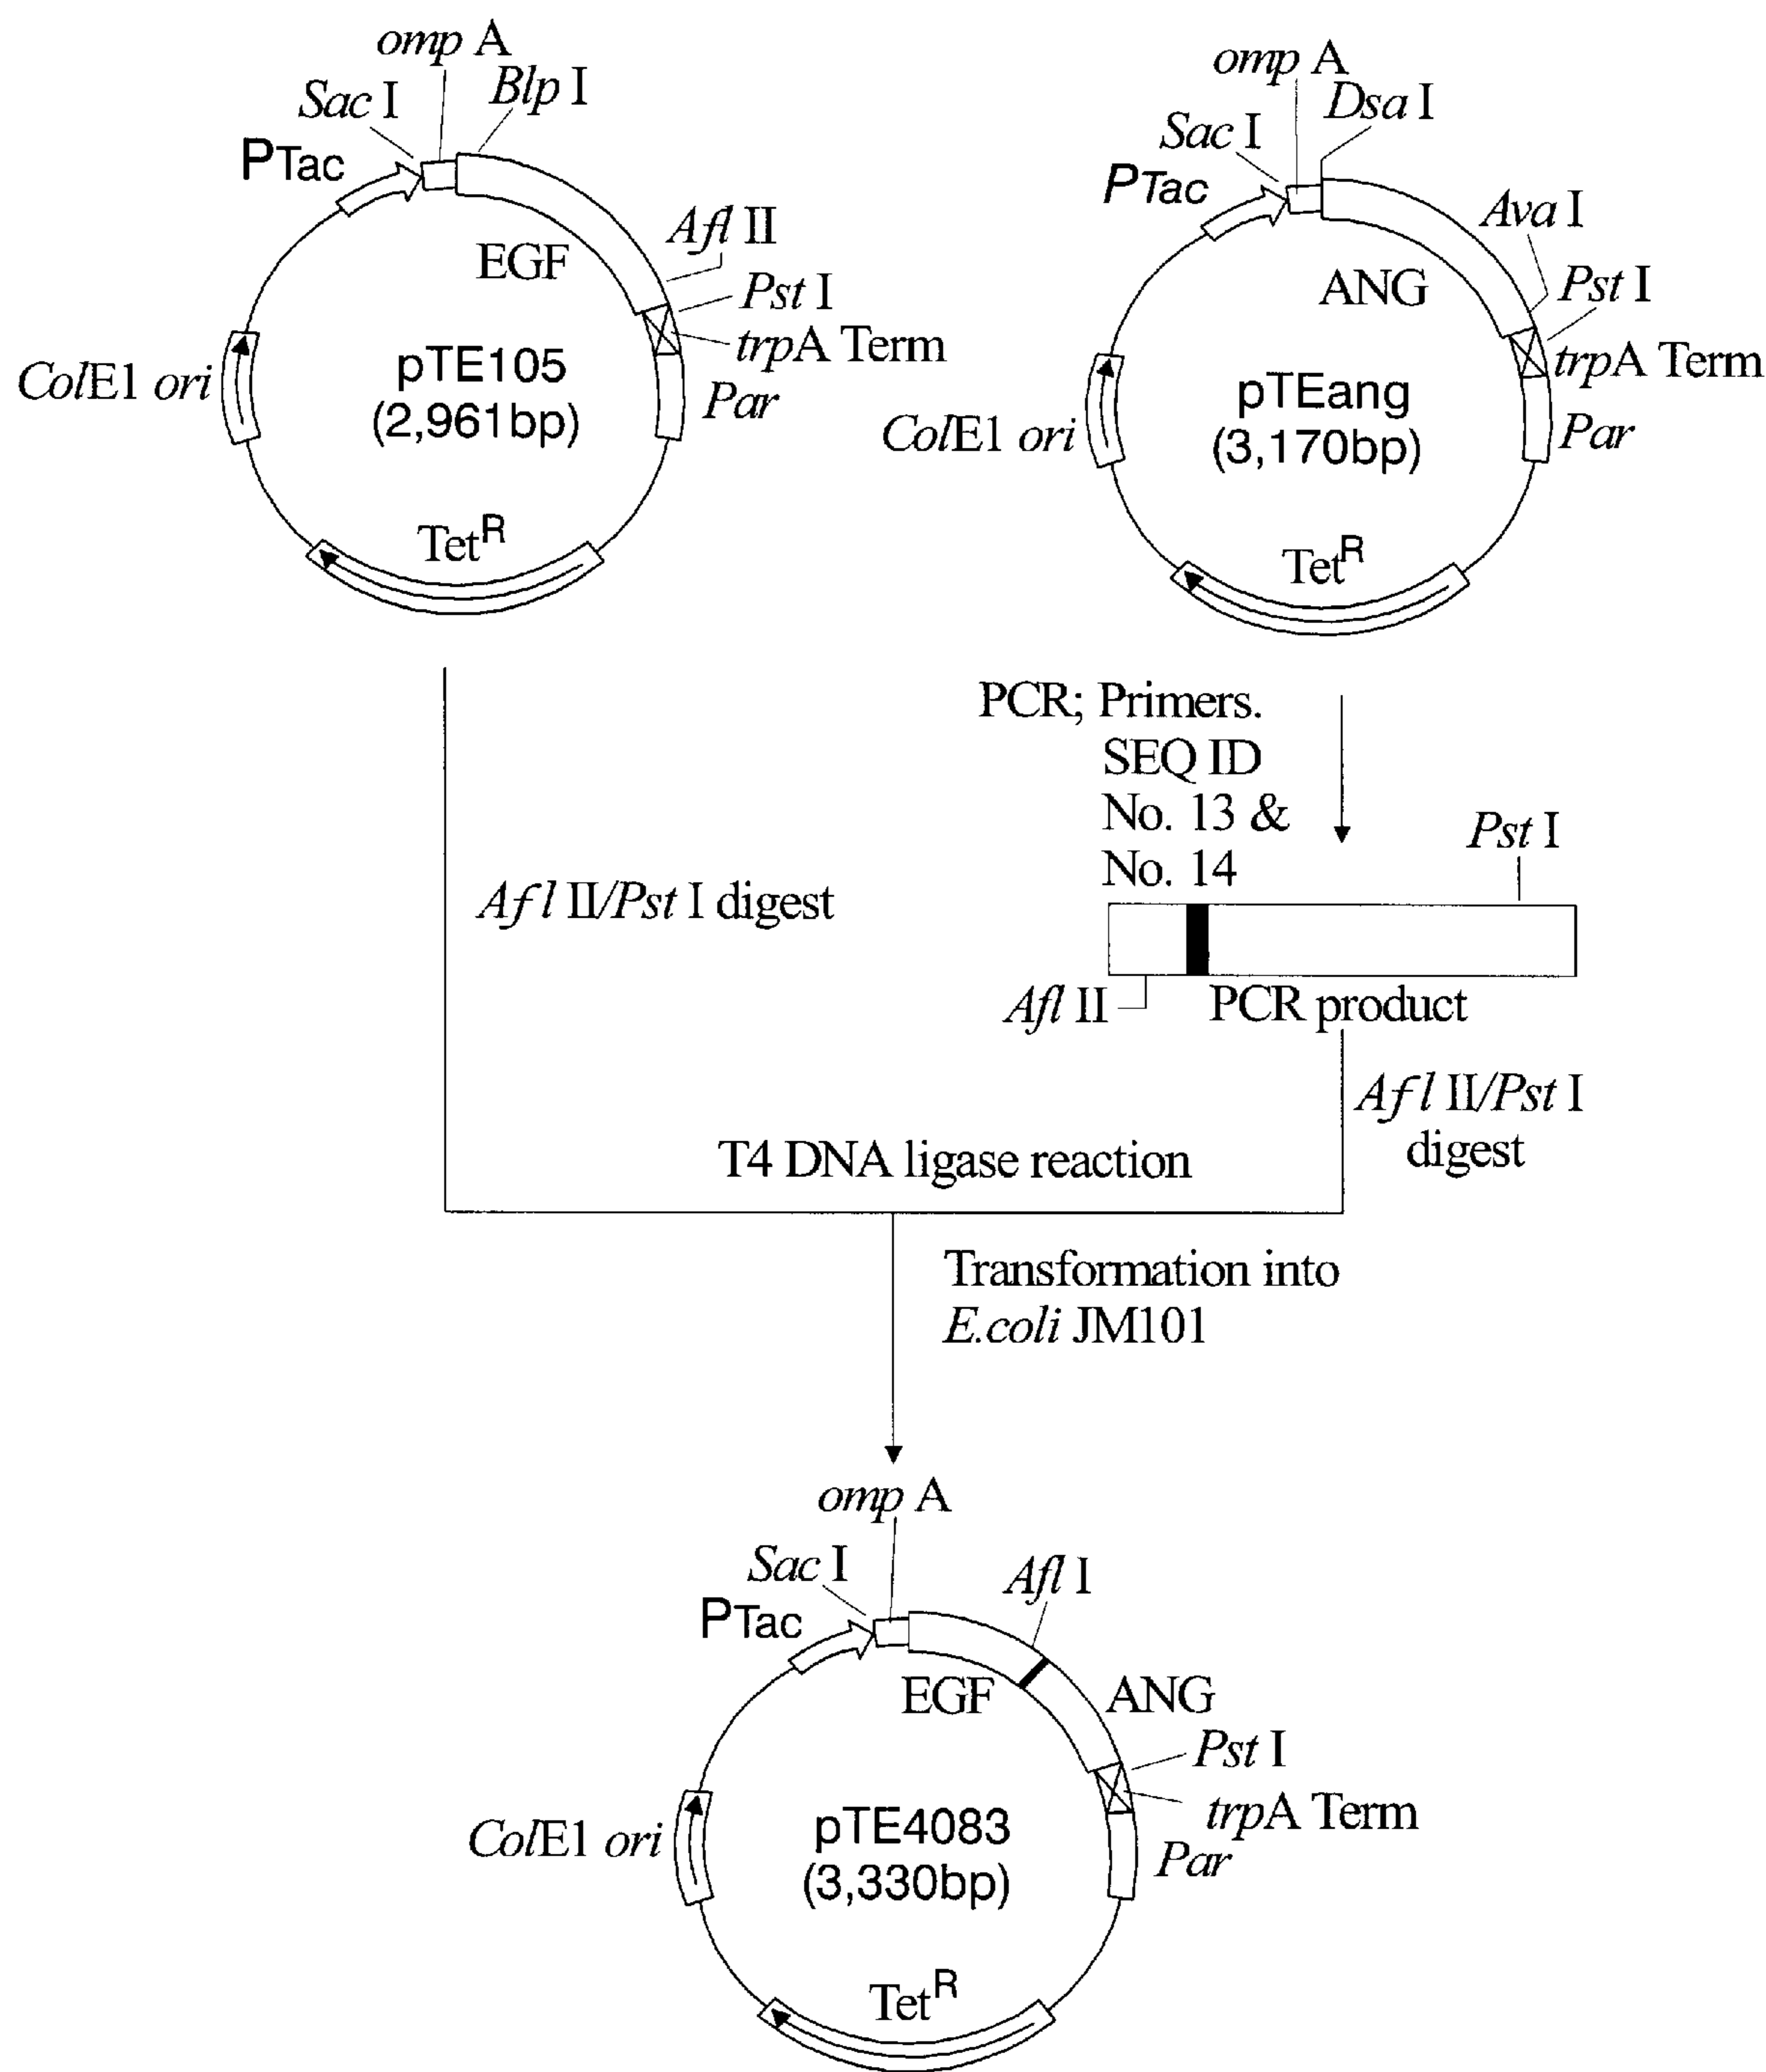 omp A
Sac I
Blp I
PTac
Afl II
EGF
Pst I
trpA Term
ColE1 ori
pTE105
(2,961bp)
Par
TetR
omp A
Dsa I
Sac I
PTac
Ava I
ANG
Pst I
trpA Term
ColE1 ori
pTEang
(3,170bp)
Par
TetR
PCR; Primers.
SEQ ID
No. 13 &
No. 14
Pst I
Afl II/Pst I digest
Afl II
PCR product
Afl II/Pst I
digest
T4 DNA ligase reaction
Transformation into
E.coli JM101
omp A
Sac I
Afl I
PTac
EGF
ANG
Pst I
trpA Term
ColE1 ori
pTE4083
(3,330bp)
Par
TetR